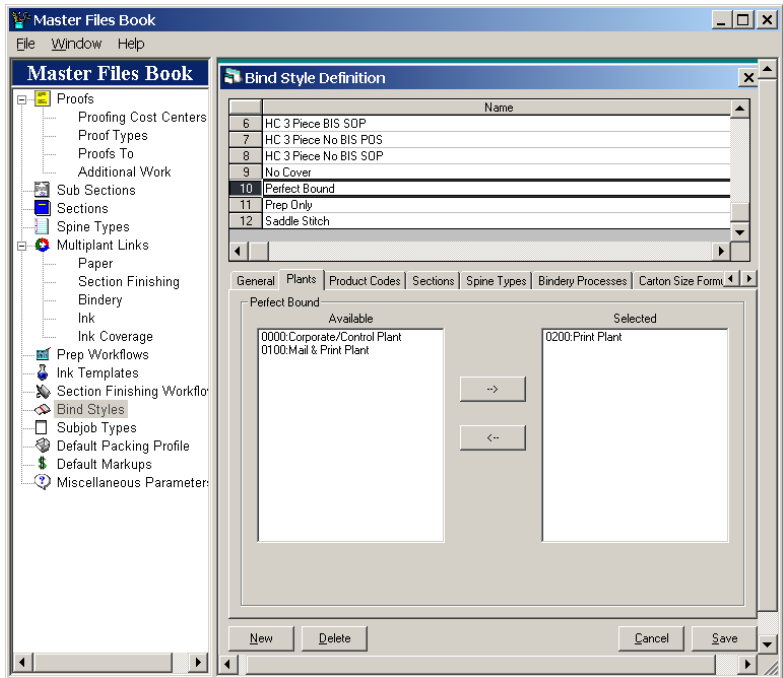 Master Files Book
File Window Help
Master Files Book
Proofs
Proofing Cost Centers
Proof Types
Proofs To
Additional Work
Sub Sections
Sections
Spine Types
Multiplant Links
Paper
Section Finishing
Bindery
Ink
Ink Coverage
Prep Workflows
Ink Templates
Section Finishing Workflo
Bind Styles
Subjob Types
Default Packing Profile
Default Markups
Miscellaneous Parameter
Bind Style Definition
Name
6 HC 3 Piece BIS SOP
7 HC 3 Piece No BIS POS
8 HC 3 Piece No BIS SOP
9 No Cover
10 Perfect Bound
11 Prep Only
12 Saddle Stitch
General Plants Product Codes Sections Spine Types Bindery Processes Carton Size Formu
Perfect Bound
Available Selected
0000:Corporate/Control Plant 0200:Print Plant
0100:Mail & Print Plant
-->
<--
New Delete Cancel Save